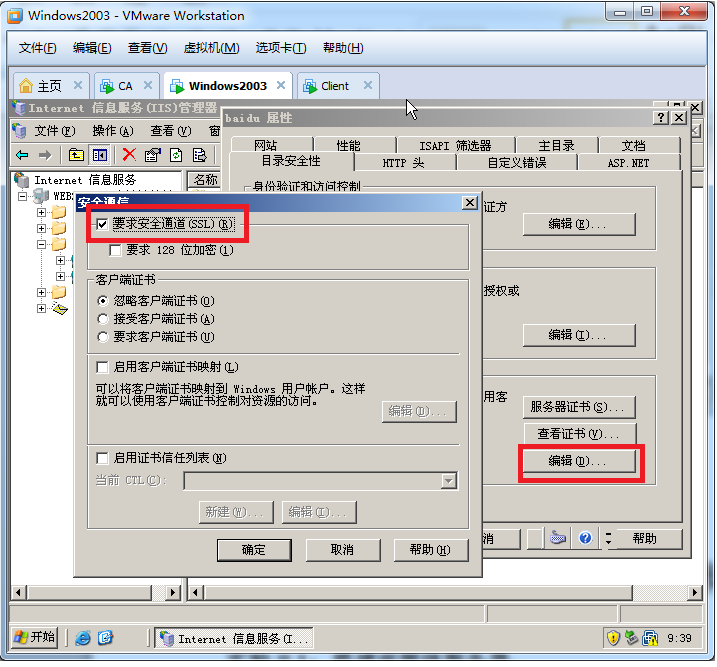 Windows2003 - VMware Workstation
文件(F) 编辑(E) 查看(V) 虚拟机(M) 选项卡(T) 帮助(H)
主页 CA Windows2003 Client
Internet 信息服务(IIS)管理器
文件(F) 操作(A) 查看(V) 窗
baidu 属性
网站 性能 ISAPI 筛选器 主目录 文档
目录安全性 HTTP 头 自定义错误 ASP.NET
Internet 信息服务
名称
身份验证和访问控制
证方
编辑(E)...
安全通信
要求安全通道(SSL)(R)
要求 128 位加密(1)
客户端证书
忽略客户端证书(O)
接受客户端证书(A)
要求客户端证书(U)
授权或
编辑(I)...
启用客户端证书映射(L)
可以将客户端证书映射到 Windows 用户帐户。这样
就可以使用客户端证书控制对资源的访问。
编辑(D)...
用客
服务器证书(S)...
查看证书(V)...
编辑(D)...
启用证书信任列表(N)
当前 CTL(C):
新建(W)... 编辑(I)...
确定 取消 帮助(H)
消 帮助
开始 Internet 信息服务(I... 9:39